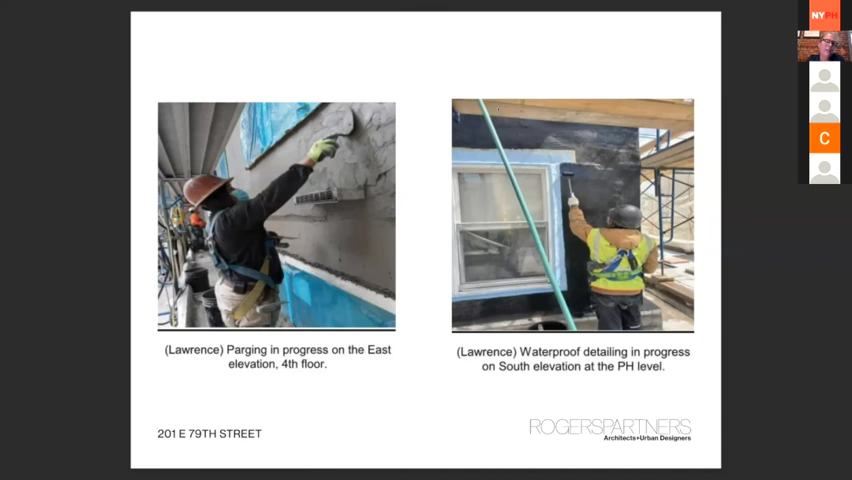 NYPH
C
(Lawrence) Parging in progress on the East
elevation, 4th floor.
(Lawrence) Waterproof detailing in progress
on South elevation at the PH level.
201 E 79TH STREET
ROGERSPARTNERS
Architects+Urban Designers